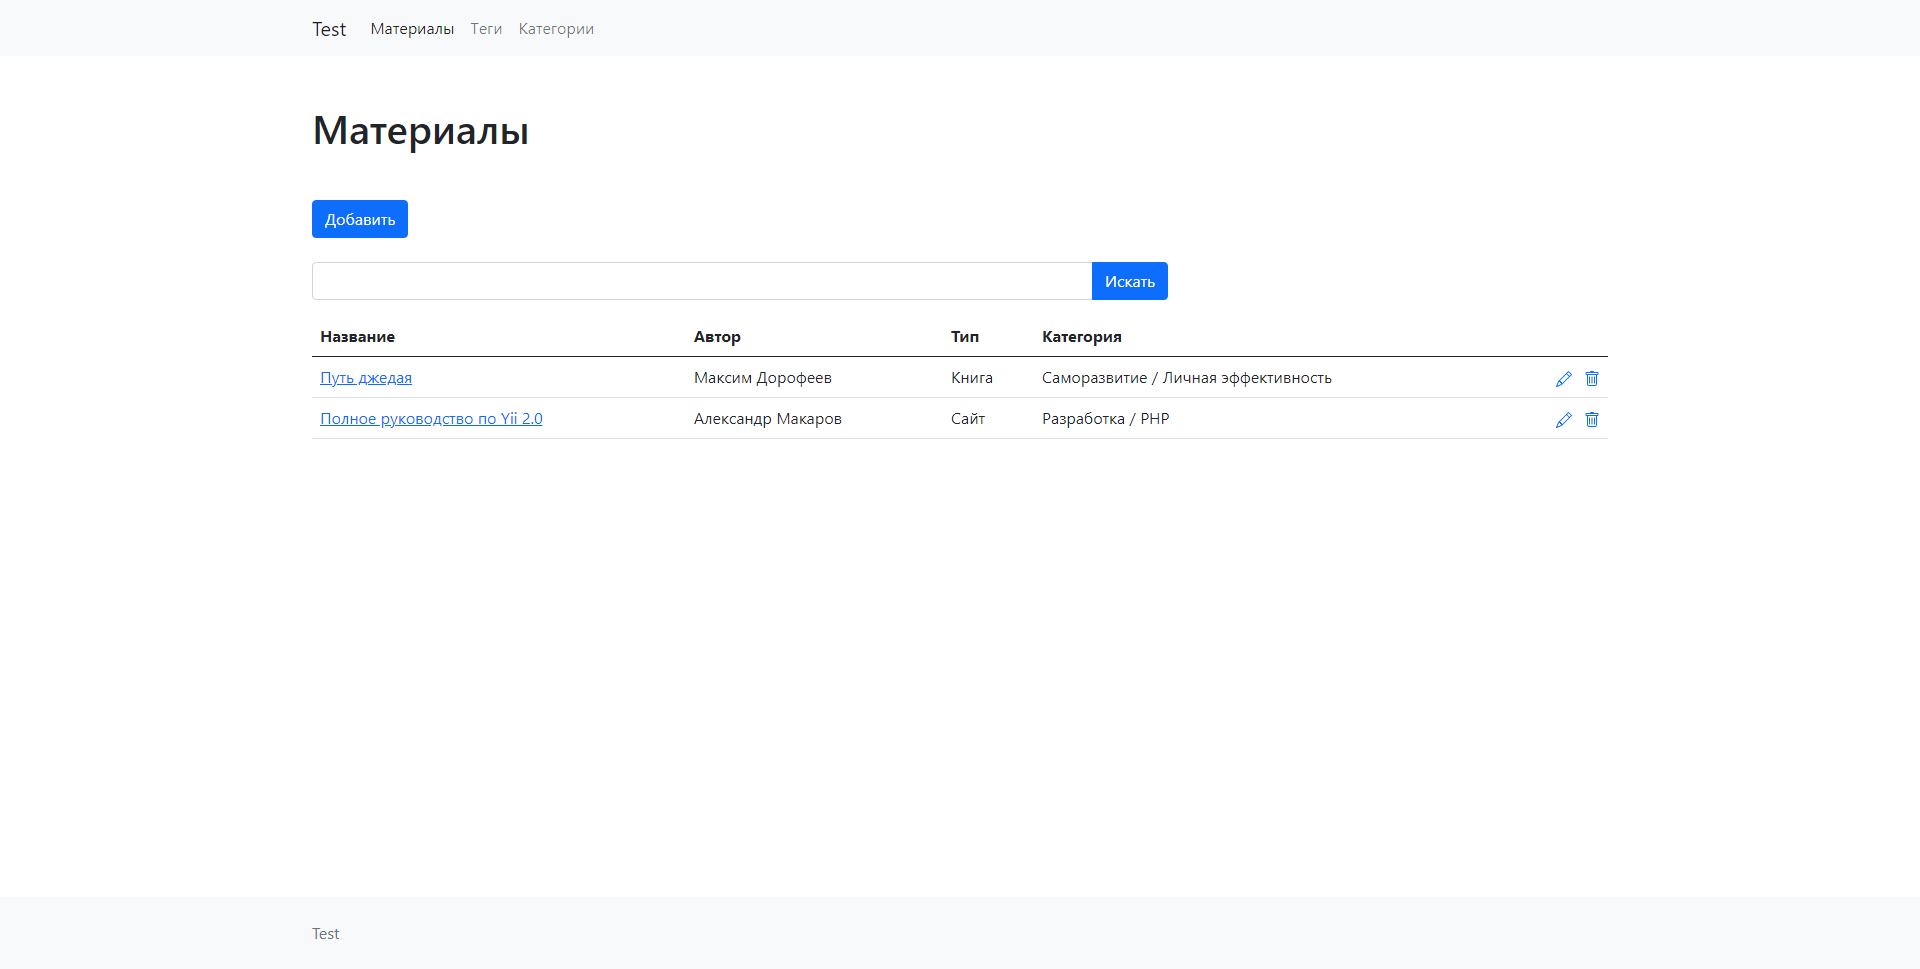 Test Материалы Теги Категории
Материалы
Добавить
Искать
Название Автор Тип Категория
Путь джедая Максим Дорофеев Книга Саморазвитие / Личная эффективность
Полное руководство по Yii 2.0 Александр Макаров Сайт Разработка / PHP
Test